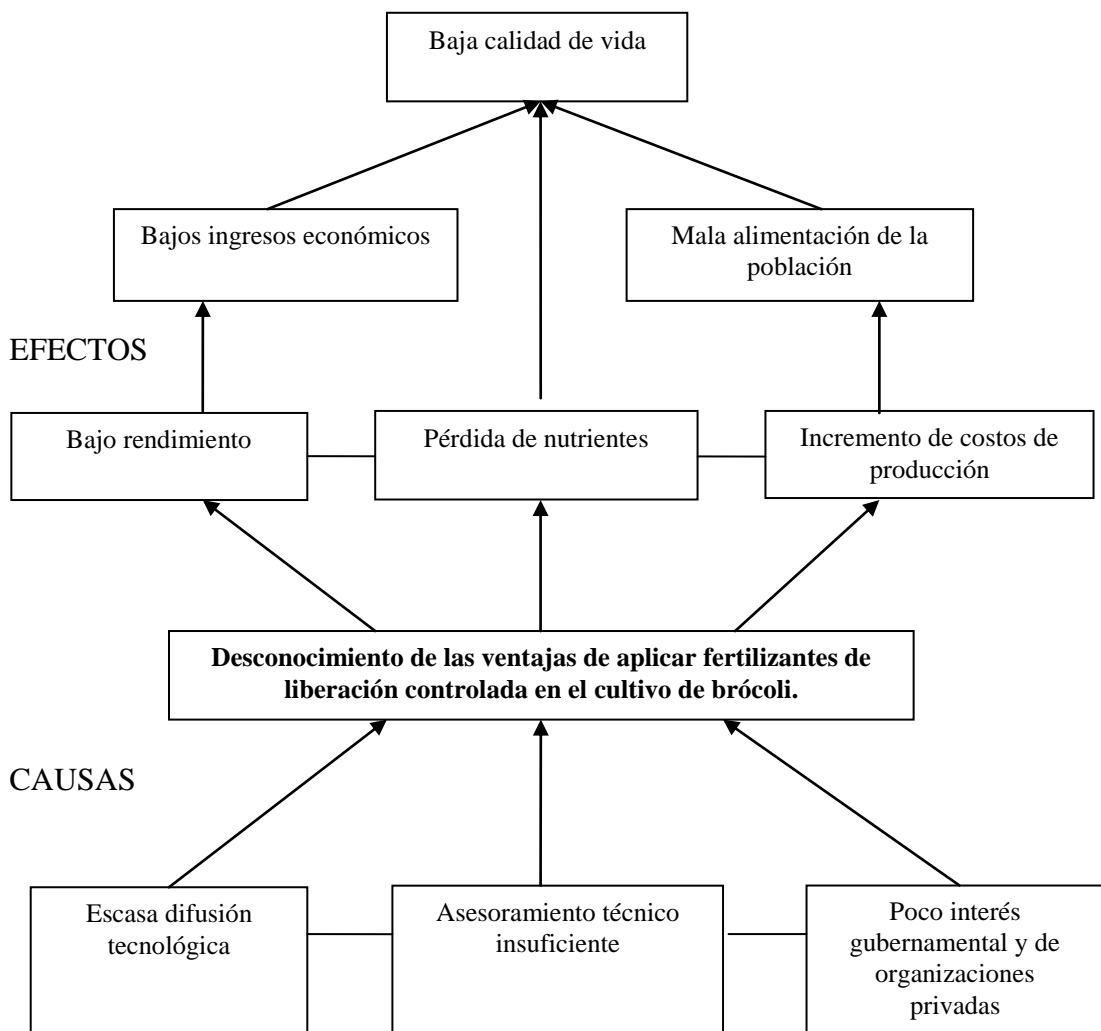 Baja calidad de vida
Bajos ingresos económicos
Mala alimentación de la
población
EFECTOS
Bajo rendimiento
Pérdida de nutrientes
Incremento de costos de
producción
Desconocimiento de las ventajas de aplicar fertilizantes de
liberación controlada en el cultivo de brócoli.
CAUSAS
Escasa difusión
tecnológica
Asesoramiento técnico
insuficiente
Poco interés
gubernamental y de
organizaciones
privadas